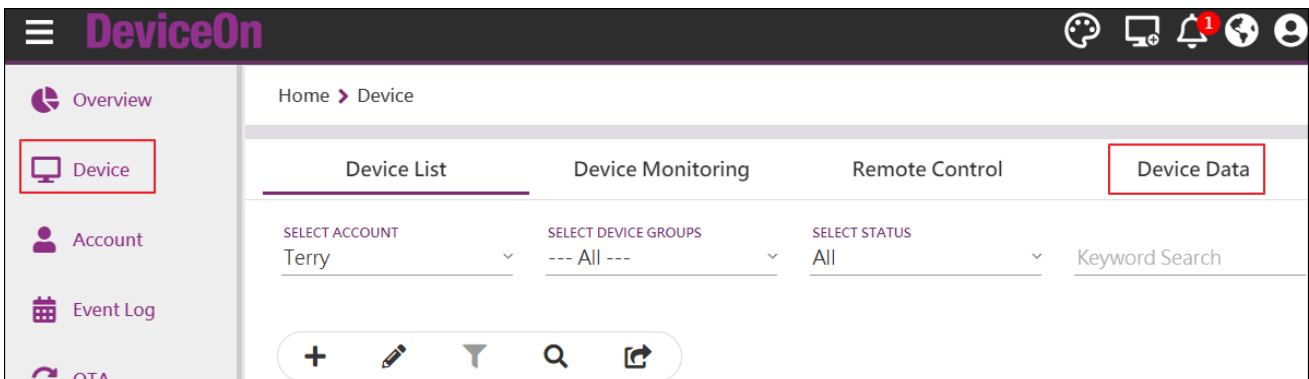 DeviceOn
1
Overview
Home > Device
Device
Device List
Device Monitoring
Remote Control
Device Data
Account
SELECT ACCOUNT
SELECT DEVICE GROUPS
SELECT STATUS
Terry
--- All ---
All
Keyword Search
Event Log
OTA